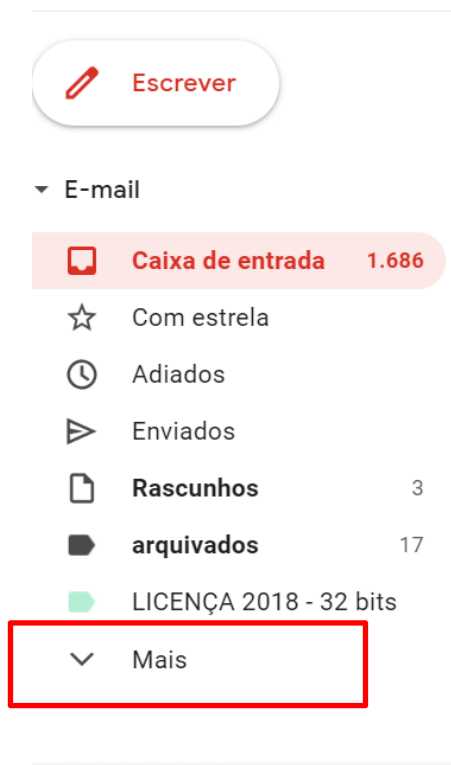 Escrever
E-mail
Caixa de entrada 1.686
Com estrela
Adiados
Enviados
Rascunhos 3
arquivados 17
LICENÇA 2018 - 32 bits
Mais